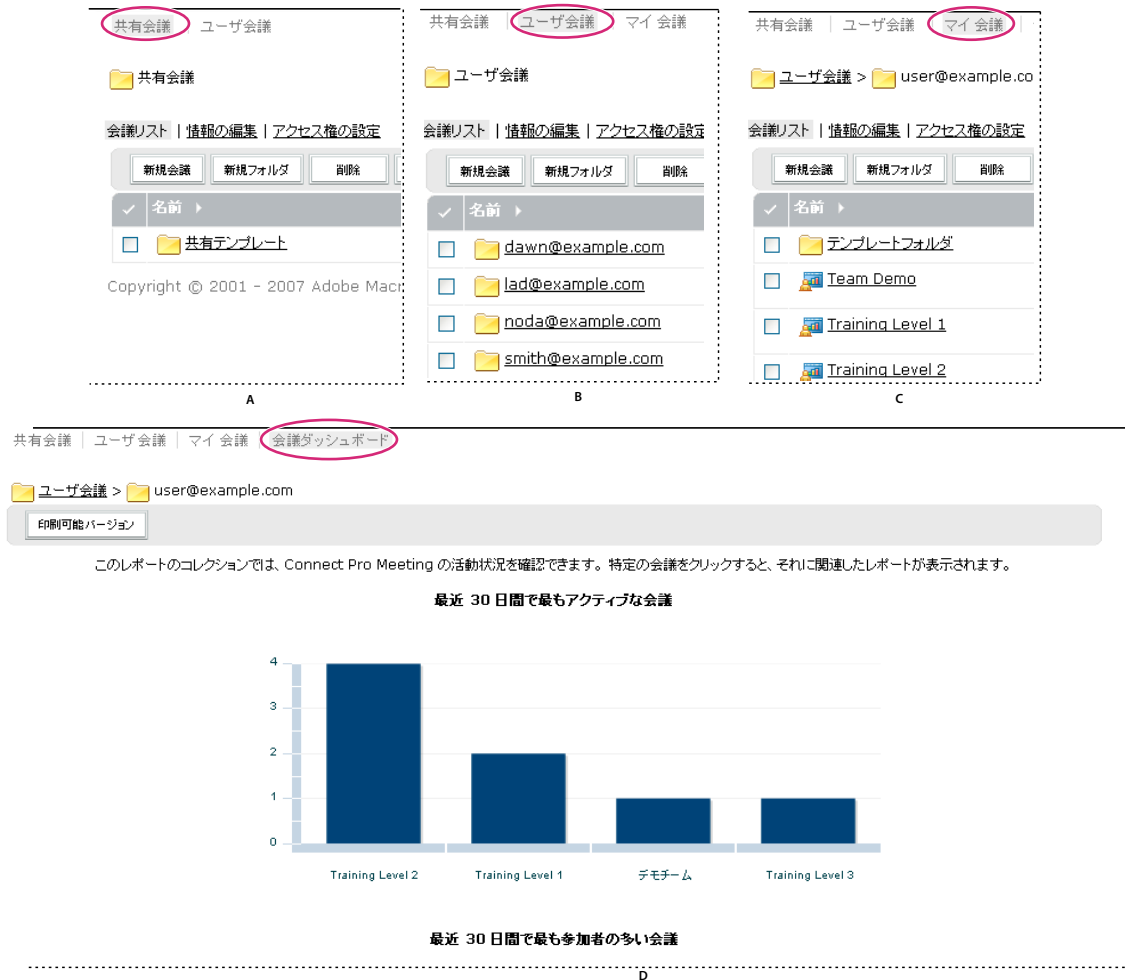 共有会議 ユーザ会議
共有会議
会議リスト | 情報の編集 | アクセス権の設定
新規会議 新規フォルダ 削除
名前
共有テンプレート
Copyright © 2001 - 2007 Adobe Macr
A
共有会議 ユーザ会議 マイ 会議
ユーザ会議
会議リスト | 情報の編集 | アクセス権の設定
新規会議 新規フォルダ 削除
名前
dawn@example.com
lad@example.com
noda@example.com
smith@example.com
B
共有会議 ユーザ会議 マイ 会議
ユーザ会議 > user@example.co
会議リスト | 情報の編集 | アクセス権の設定
新規会議 新規フォルダ 削除
名前
テンプレートフォルダ
Team Demo
Training Level 1
Training Level 2
C
共有会議 ユーザ会議 マイ 会議 会議ダッシュボード
ユーザ会議 > user@example.com
印刷可能バージョン
このレポートのコレクションでは、Connect Pro Meeting の活動状況を確認できます。特定の会議をクリックすると、それに関連したレポートが表示されます。
最近 30 日間で最もアクティブな会議
4
3
2
1
0
Training Level 2 Training Level 1 デモチーム Training Level 3
最近 30 日間で最も参加者の多い会議
D